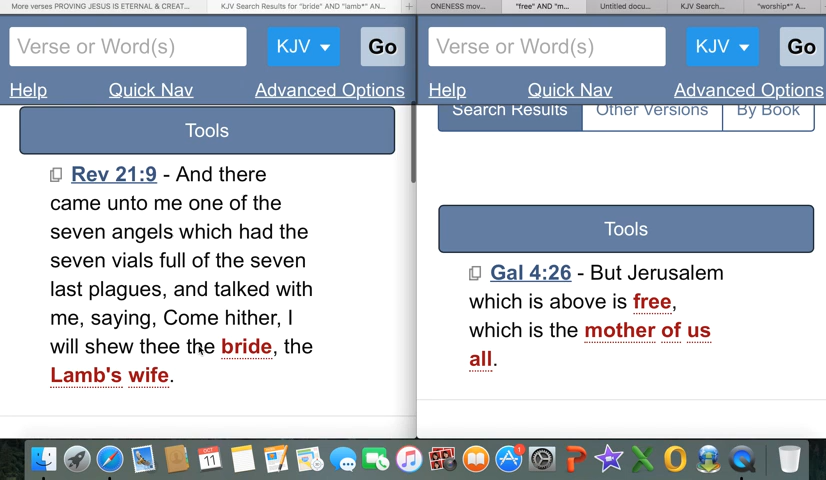 More verses PROVING JESUS IS ETERNAL & CREAT...
KJV Search Results for "bride" AND "lamb*" AN...
ONENESS mov...
"free" AND "m...
Untitled docu...
KJV Search...
"worship*" A...
Verse or Word(s)
KJV
Go
Help
Quick Nav
Advanced Options
Tools
Rev 21:9 - And there
came unto me one of the
seven angels which had the
seven vials full of the seven
last plagues, and talked with
me, saying, Come hither, I
will shew thee the bride, the
Lamb's wife.
Verse or Word(s)
KJV
Go
Help
Quick Nav
Advanced Options
Search Results
Other Versions
By Book
Tools
Gal 4:26 - But Jerusalem
which is above is free,
which is the mother of us
all.
OCT
11
1